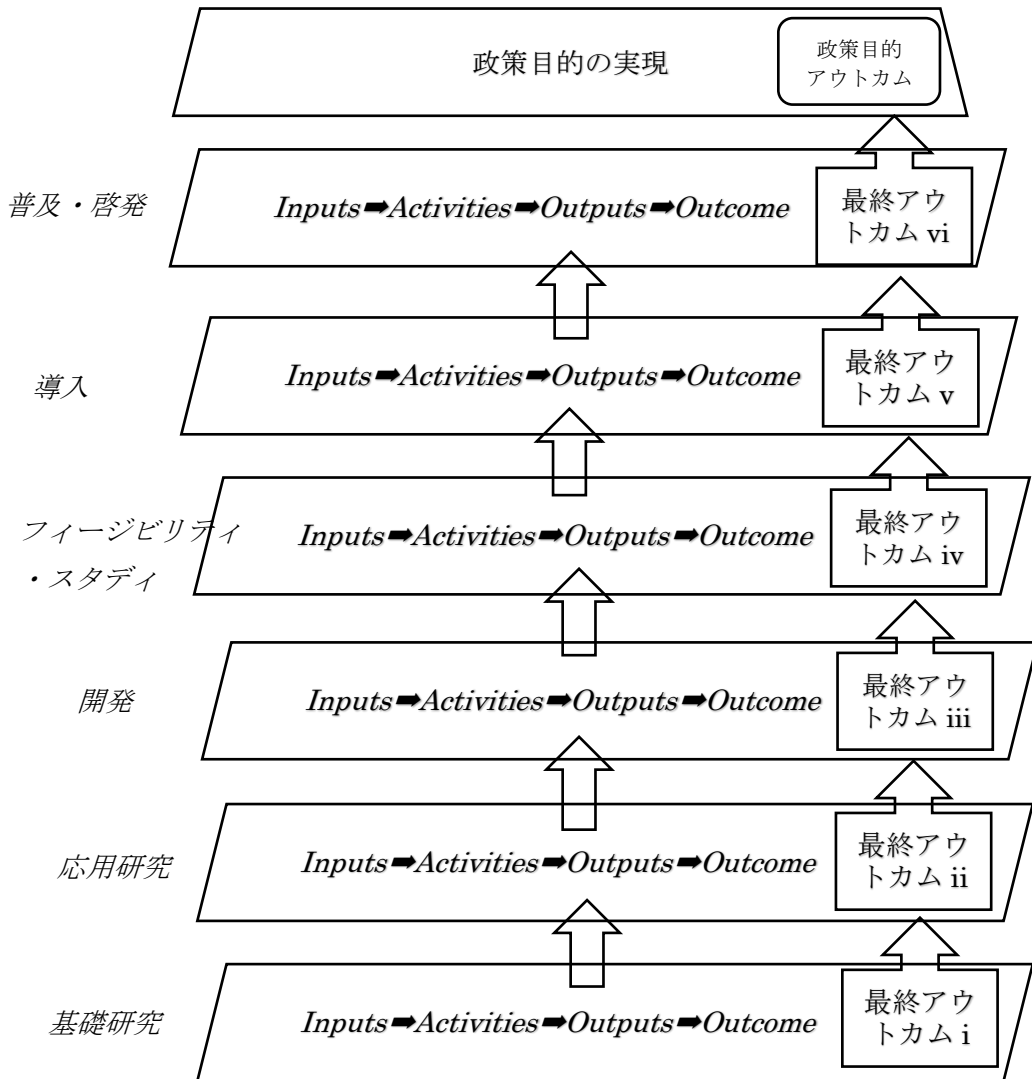 政策目的の実現
政策目的
アウトカム
普及・啓発
Inputs➡Activities➡Outputs➡Outcome
最終アウ
トカム vi
導入
Inputs➡Activities➡Outputs➡Outcome
最終アウ
トカム v
フィージビリティ
・スタディ
Inputs➡Activities➡Outputs➡Outcome
最終アウ
トカム iv
開発
Inputs➡Activities➡Outputs➡Outcome
最終アウ
トカム iii
応用研究
Inputs➡Activities➡Outputs➡Outcome
最終アウ
トカム ii
基礎研究
Inputs➡Activities➡Outputs➡Outcome
最終アウ
トカム i